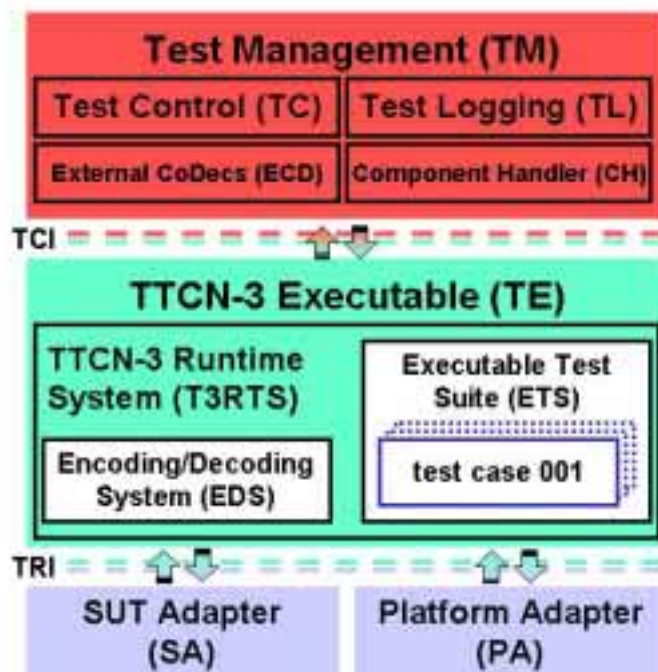 Test Management (TM)
Test Control (TC)
Test Logging (TL)
External CoDecs (ECD)
Component Handler (CH)
TCI
TTCN-3 Executable (TE)
TTCN-3 Runtime
System (T3RTS)
Executable Test
Suite (ETS)
Encoding/Decoding
System (EDS)
test case 001
TRI
SUT Adapter
(SA)
Platform Adapter
(PA)